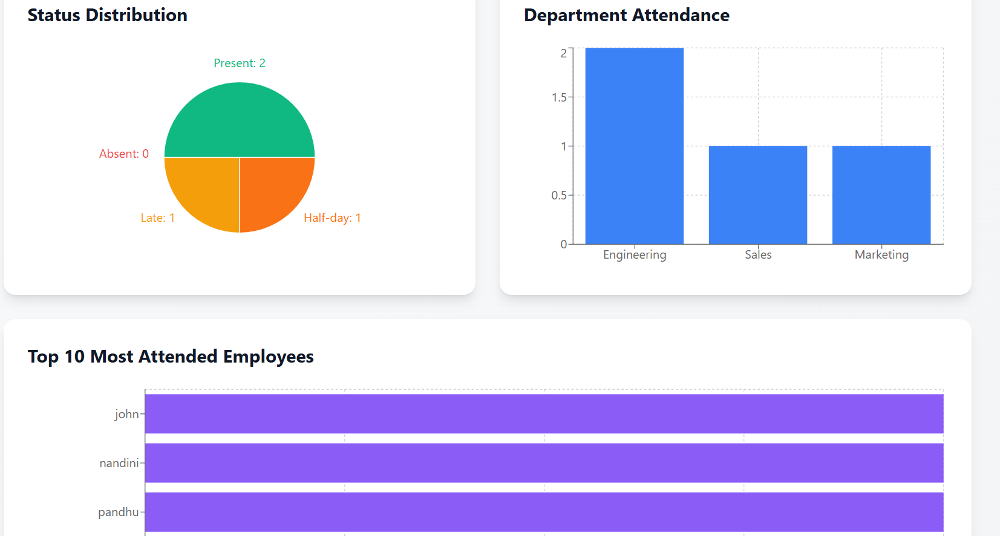 Status Distribution
Present: 2
Absent: 0
Late: 1
Half-day: 1
Department Attendance
2
1.5
1
0.5
0
Engineering
Sales
Marketing
Top 10 Most Attended Employees
john
nandini
pandhu